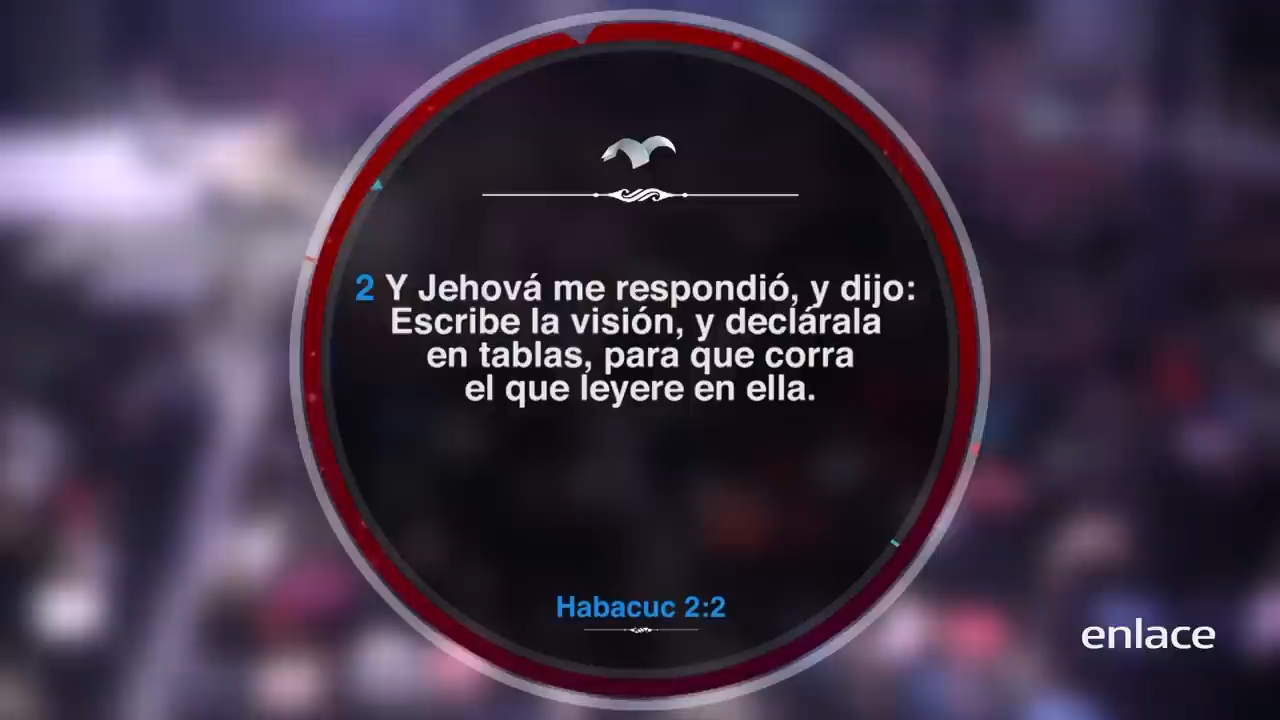 2 Y Jehová me respondió, y dijo:
Escribe la visión, y declárala
en tablas, para que corra
el que leyere en ella.
Habacuc 2:2
enlace